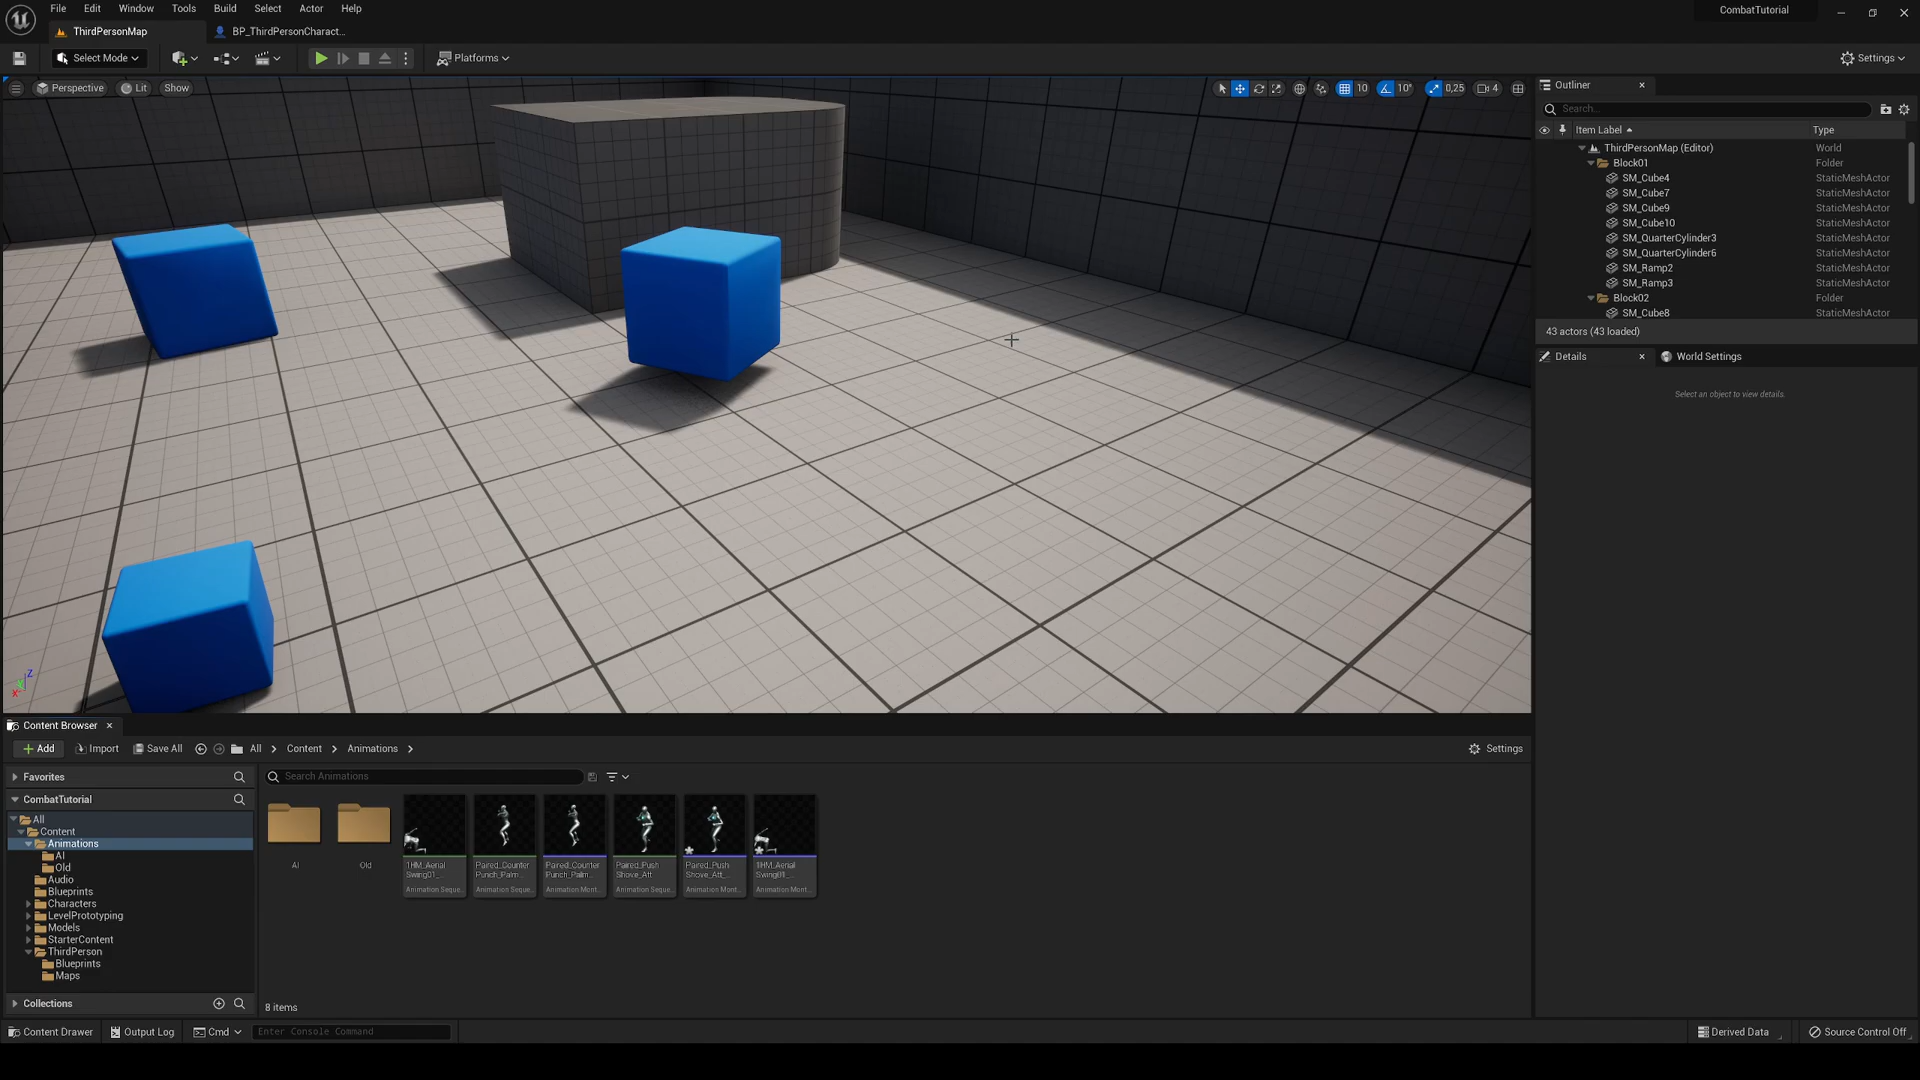 File Edit Window Tools Build Select Actor Help
CombatTutorial
ThirdPersonMap
BP_ThirdPersonCharact...
Select Mode
Platforms
Settings
Perspective Lit Show
10 10° 0,25 4
Outliner
Search...
Item Label Type
ThirdPersonMap (Editor) World
Block01 Folder
SM_Cube4 StaticMeshActor
SM_Cube7 StaticMeshActor
SM_Cube9 StaticMeshActor
SM_Cube10 StaticMeshActor
SM_QuarterCylinder3 StaticMeshActor
SM_QuarterCylinder6 StaticMeshActor
SM_Ramp2 StaticMeshActor
SM_Ramp3 StaticMeshActor
Block02 Folder
SM_Cube8 StaticMeshActor
43 actors (43 loaded)
Details World Settings
Select an object to view details.
Z
X
Content Browser
Add Import Save All All Content Animations Settings
Favorites
Search Animations
CombatTutorial
All
Content
Animations
AI
Old
Audio
Blueprints
Characters
LevelPrototyping
Models
StarterContent
ThirdPerson
Blueprints
Maps
Collections
AI
Old
1HM_Aerial
Swing01_...
Animation Seque..
Paired_Counter
Punch_Palm..
Animation Seque..
Paired_Counter
Punch_Palm..
Animation Mont..
Paired_Push
Shove_Att
Animation Seque..
Paired_Push
Shove_Att_..
Animation Mont..
1HM_Aerial
Swing01_...
Animation Mont..
8 items
Content Drawer Output Log Cmd Enter Console Command
Derived Data Source Control Off